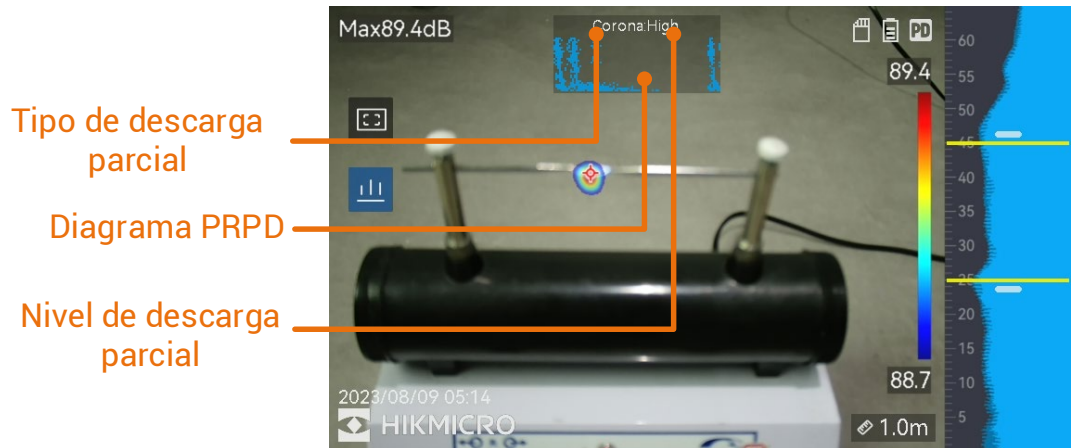 Max89.4dB
Corona:High
PD
60
89.4
55
50
Tipo de descarga
parcial
45
40
35
Diagrama PRPD
30
25
Nivel de descarga
parcial
20
15
88.7
10
2023/08/09 05:14
HIKMICRO
1.0m
5